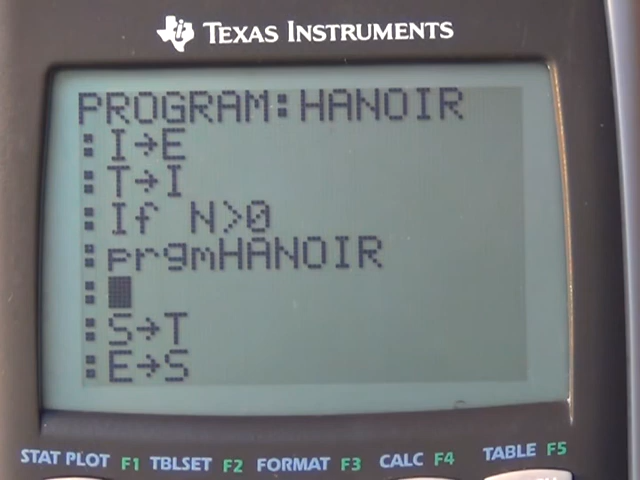 TEXAS INSTRUMENTS
PROGRAM:HANOIR
:I→E
:T→I
:If N>0
:prgmHANOIR
:
:S→T
:E→S
STAT PLOT F1 TBLSET F2 FORMAT F3 CALC F4 TABLE F5